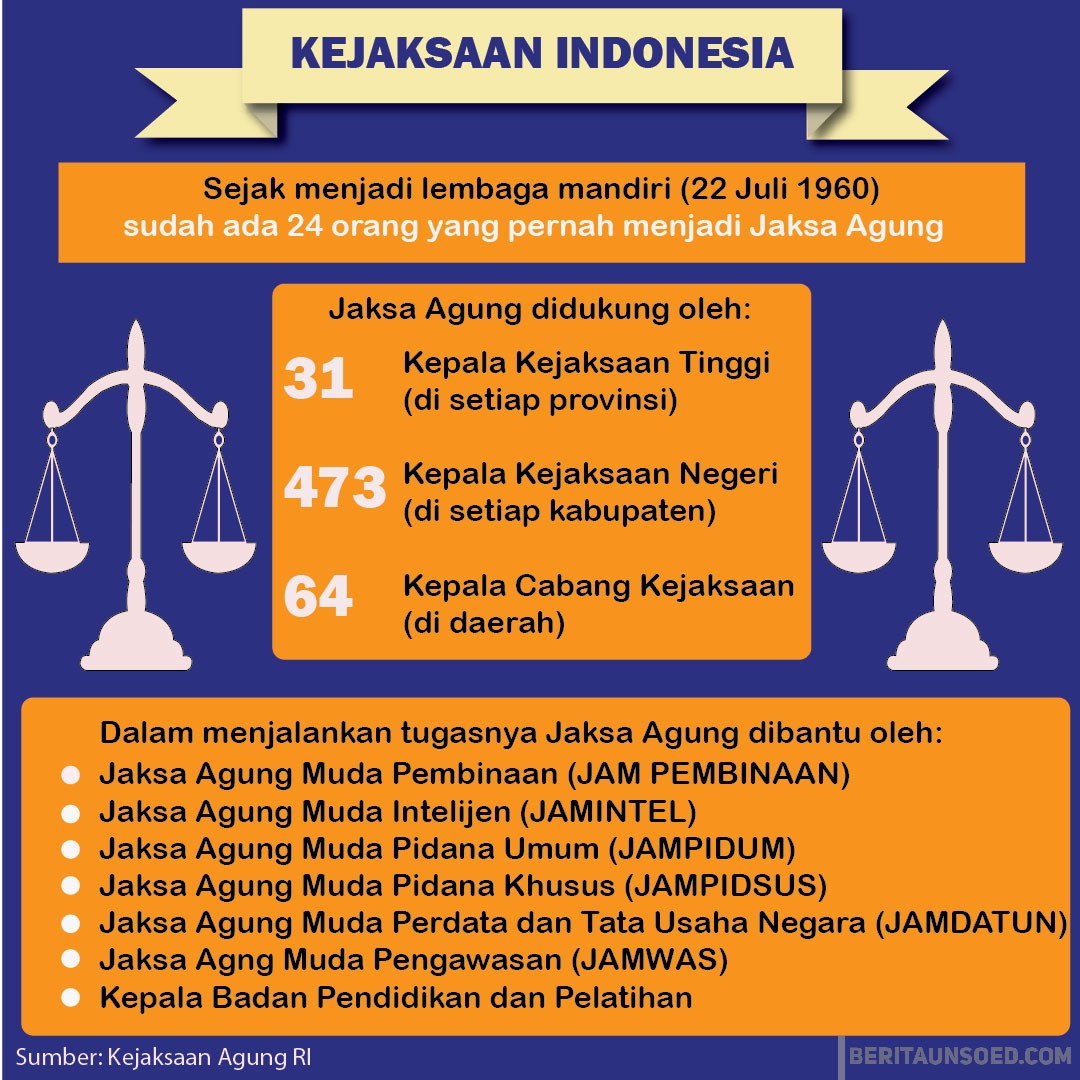 KEJAKSAAN INDONESIA
Sejak menjadi lembaga mandiri (22 Juli 1960)
sudah ada 24 orang yang pernah menjadi Jaksa Agung
Jaksa Agung didukung oleh:
31 Kepala Kejaksaan Tinggi
(di setiap provinsi)
473 Kepala Kejaksaan Negeri
(di setiap kabupaten)
64 Kepala Cabang Kejaksaan
(di daerah)
Dalam menjalankan tugasnya Jaksa Agung dibantu oleh:
Jaksa Agung Muda Pembinaan (JAM PEMBINAAN)
Jaksa Agung Muda Intelijen (JAMINTEL)
Jaksa Agung Muda Pidana Umum (JAMPIDUM)
Jaksa Agung Muda Pidana Khusus (JAMPIDSUS)
Jaksa Agung Muda Perdata dan Tata Usaha Negara (JAMDATUN)
Jaksa Agng Muda Pengawasan (JAMWAS)
Kepala Badan Pendidikan dan Pelatihan
Sumber: Kejaksaan Agung RI
BERITAUNSOED.COM